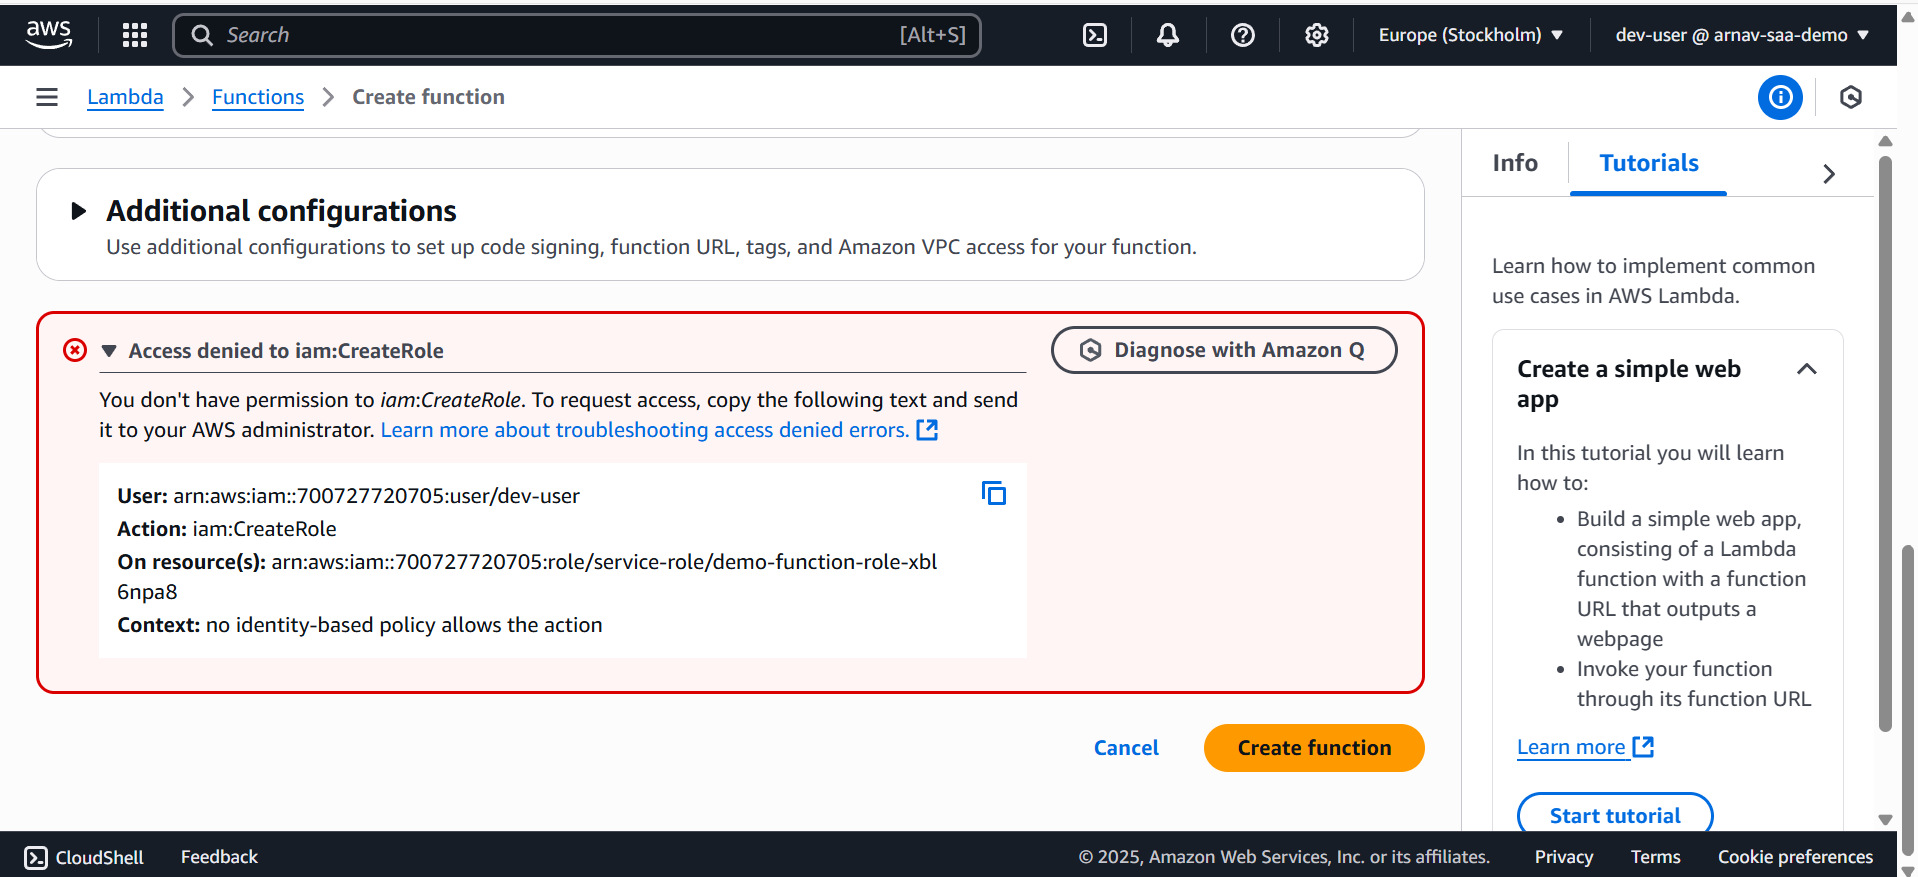 aws
Search
[Alt+S]
Europe (Stockholm)
dev-user @ arnav-saa-demo
Lambda
Functions
Create function
Additional configurations
Use additional configurations to set up code signing, function URL, tags, and Amazon VPC access for your function.
Access denied to iam:CreateRole
Diagnose with Amazon Q
You don't have permission to iam:CreateRole. To request access, copy the following text and send
it to your AWS administrator. Learn more about troubleshooting access denied errors.
User: arn:aws:iam::700727720705:user/dev-user
Action: iam:CreateRole
On resource(s): arn:aws:iam::700727720705:role/service-role/demo-function-role-xbl
6npa8
Context: no identity-based policy allows the action
Cancel
Create function
Info
Tutorials
Learn how to implement common
use cases in AWS Lambda.
Create a simple web
app
In this tutorial you will learn
how to:
• Build a simple web app,
consisting of a Lambda
function with a function
URL that outputs a
webpage
• Invoke your function
through its function URL
Learn more
Start tutorial
CloudShell
Feedback
© 2025, Amazon Web Services, Inc. or its affiliates.
Privacy
Terms
Cookie preferences